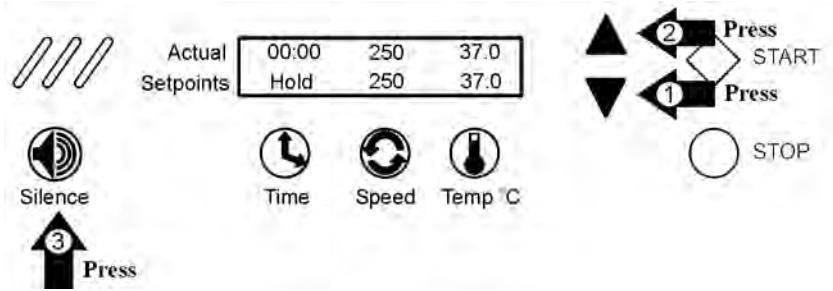 Actual 00:00 250 37.0
Setpoints Hold 250 37.0
2 Press
START
1 Press
STOP
Silence Time Speed Temp °C
3
Press